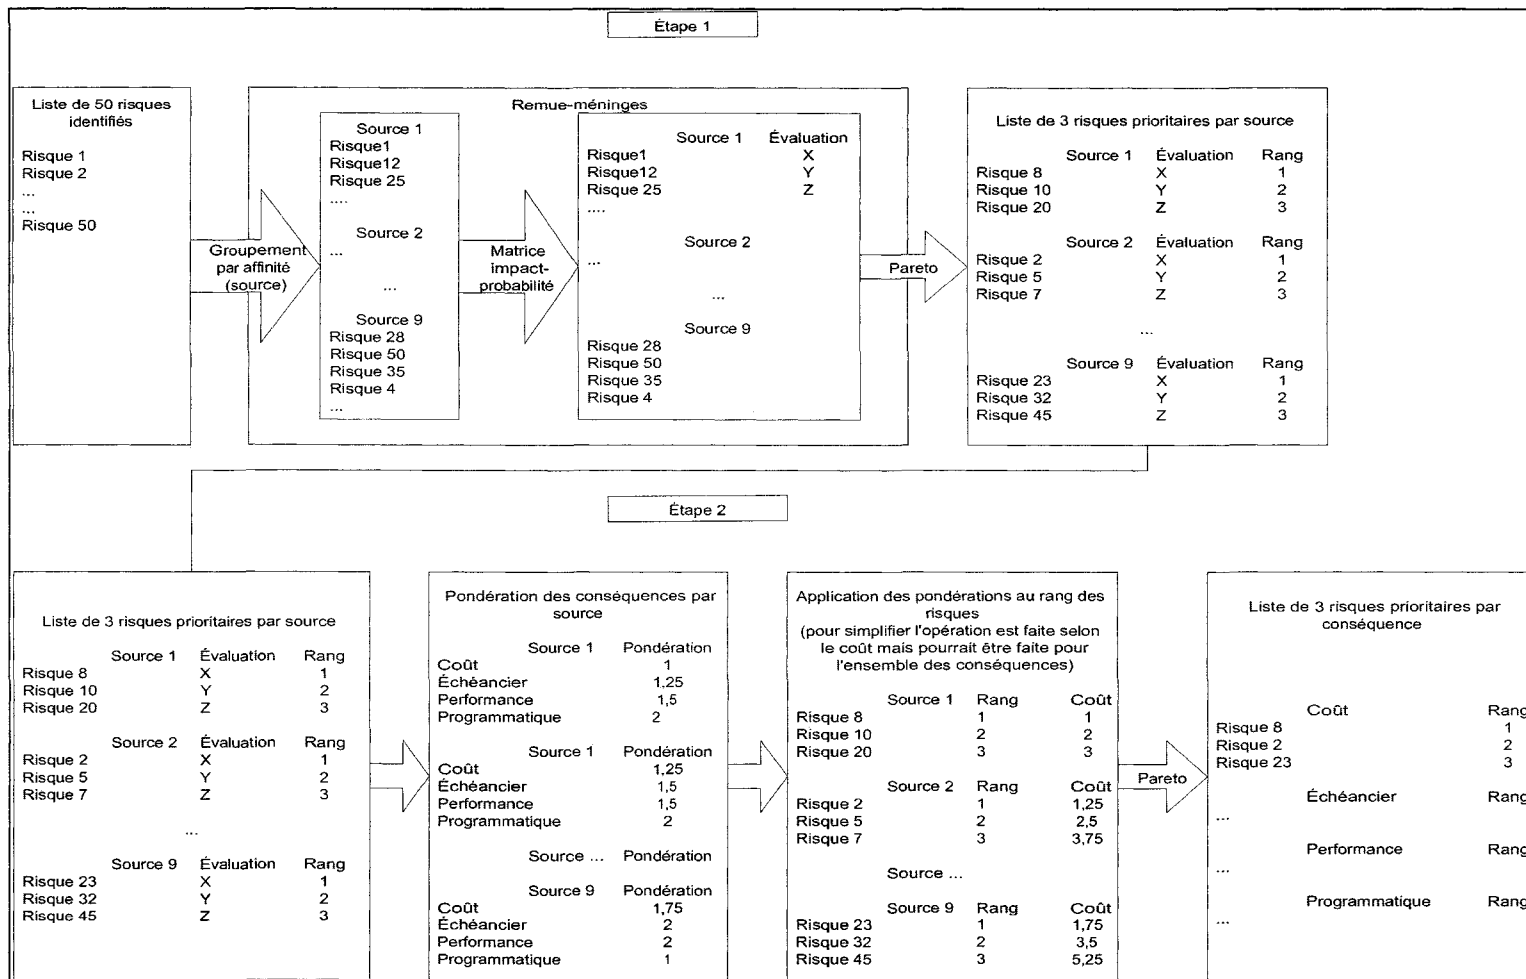 Étape 1
Liste de 50 risques
identifiés
Risque 1
Risque 2
...
...
Risque 50
Groupement
par affinité
(source)
Remue-méninges
Source 1
Risque1
Risque12
Risque 25
....
Source 2
...
...
Source 9
Risque 28
Risque 50
Risque 35
Risque 4
...
Matrice
impact-
probabilité
Source 1 Évaluation
Risque1 X
Risque12 Y
Risque 25 Z
....
Source 2
...
...
Source 9
Risque 28
Risque 50
Risque 35
Risque 4
Pareto
Liste de 3 risques prioritaires par source
Source 1 Évaluation Rang
Risque 8 X 1
Risque 10 Y 2
Risque 20 Z 3
Source 2 Évaluation Rang
Risque 2 X 1
Risque 5 Y 2
Risque 7 Z 3
...
Source 9 Évaluation Rang
Risque 23 X 1
Risque 32 Y 2
Risque 45 Z 3
Étape 2
Liste de 3 risques prioritaires par source
Source 1 Évaluation Rang
Risque 8 X 1
Risque 10 Y 2
Risque 20 Z 3
Source 2 Évaluation Rang
Risque 2 X 1
Risque 5 Y 2
Risque 7 Z 3
...
Source 9 Évaluation Rang
Risque 23 X 1
Risque 32 Y 2
Risque 45 Z 3
Pondération des conséquences par
source
Source 1 Pondération
Coût 1
Échéancier 1,25
Performance 1,5
Programmatique 2
Source 1 Pondération
Coût 1,25
Échéancier 1,5
Performance 1,5
Programmatique 2
Source ... Pondération
Source 9 Pondération
Coût 1,75
Échéancier 2
Performance 2
Programmatique 1
Application des pondérations au rang des
risques
(pour simplifier l'opération est faite selon
le coût mais pourrait être faite pour
l'ensemble des conséquences)
Source 1 Rang Coût
Risque 8 1 1
Risque 10 2 2
Risque 20 3 3
Source 2 Rang Coût
Risque 2 1 1,25
Risque 5 2 2,5
Risque 7 3 3,75
Source ...
Source 9 Rang Coût
Risque 23 1 1,75
Risque 32 2 3,5
Risque 45 3 5,25
Pareto
Liste de 3 risques prioritaires par
conséquence
Coût Rang
Risque 8 1
Risque 2 2
Risque 23 3
Échéancier Rang
...
Performance Rang
...
Programmatique Rang
...